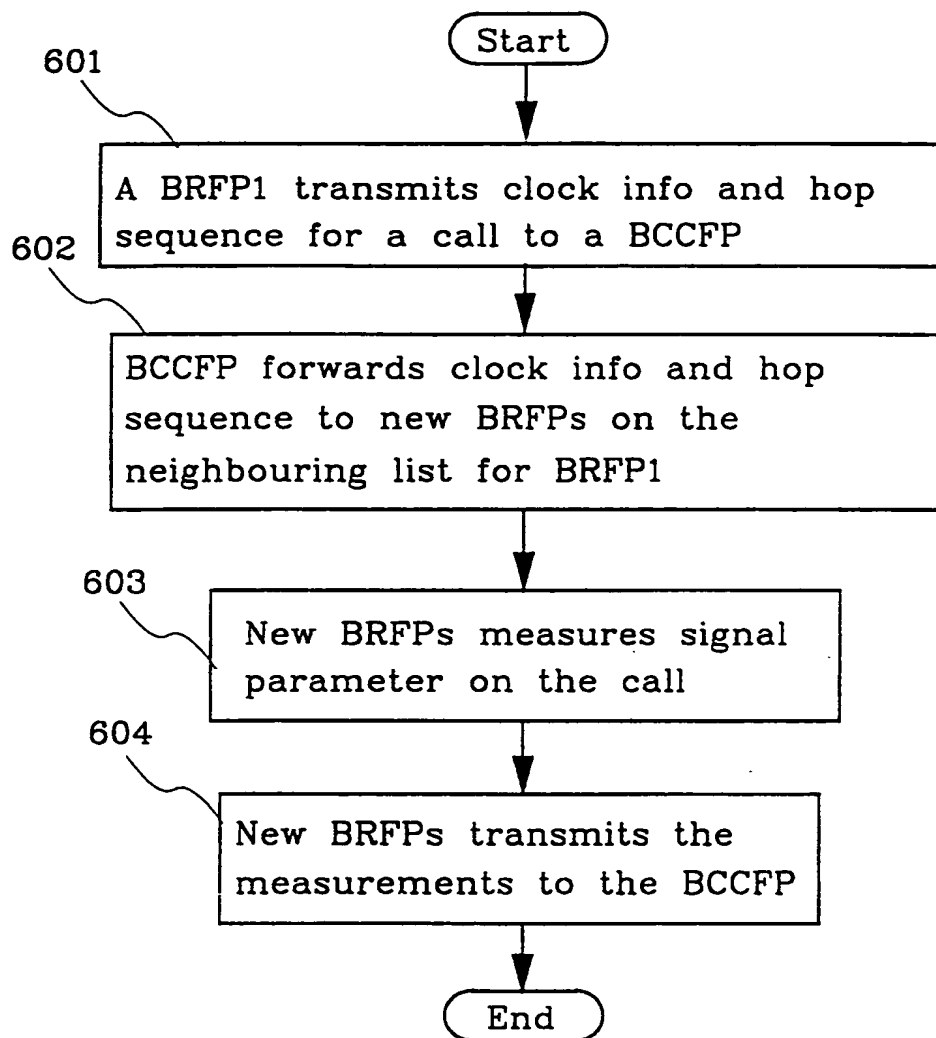 Start
601
A BRFP1 transmits clock info and hop
sequence for a call to a BCCFP
602
BCCFP forwards clock info and hop
sequence to new BRFPs on the
neighbouring list for BRFP1
603
New BRFPs measures signal
parameter on the call
604
New BRFPs transmits the
measurements to the BCCFP
End